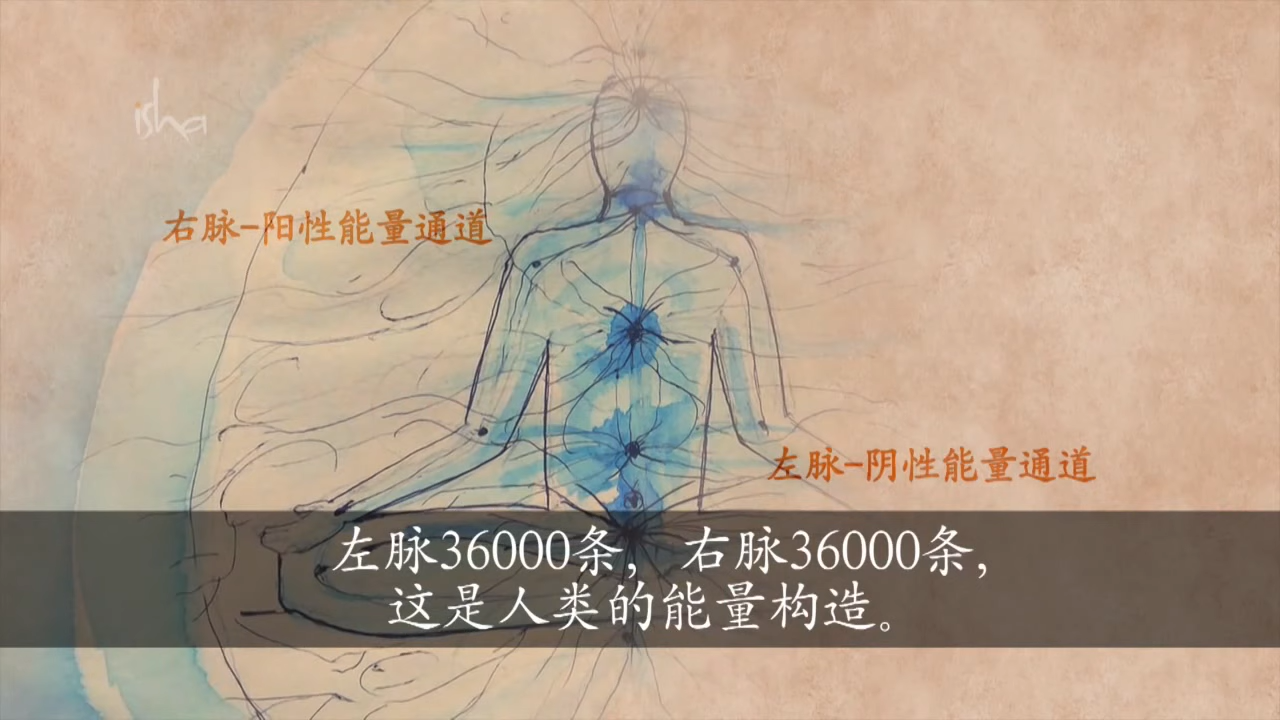 isha
右脉-阳性能量通道
左脉-阴性能量通道
左脉36000条，右脉36000条，
这是人类的能量构造。